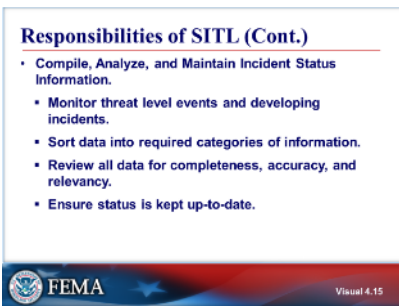 Responsibilities of SITL (Cont.)
• Compile, Analyze, and Maintain Incident Status
Information.
▪ Monitor threat level events and developing
incidents.
▪ Sort data into required categories of information.
▪ Review all data for completeness, accuracy, and
relevancy.
▪ Ensure status is kept up-to-date.
FEMA
Visual 4.15